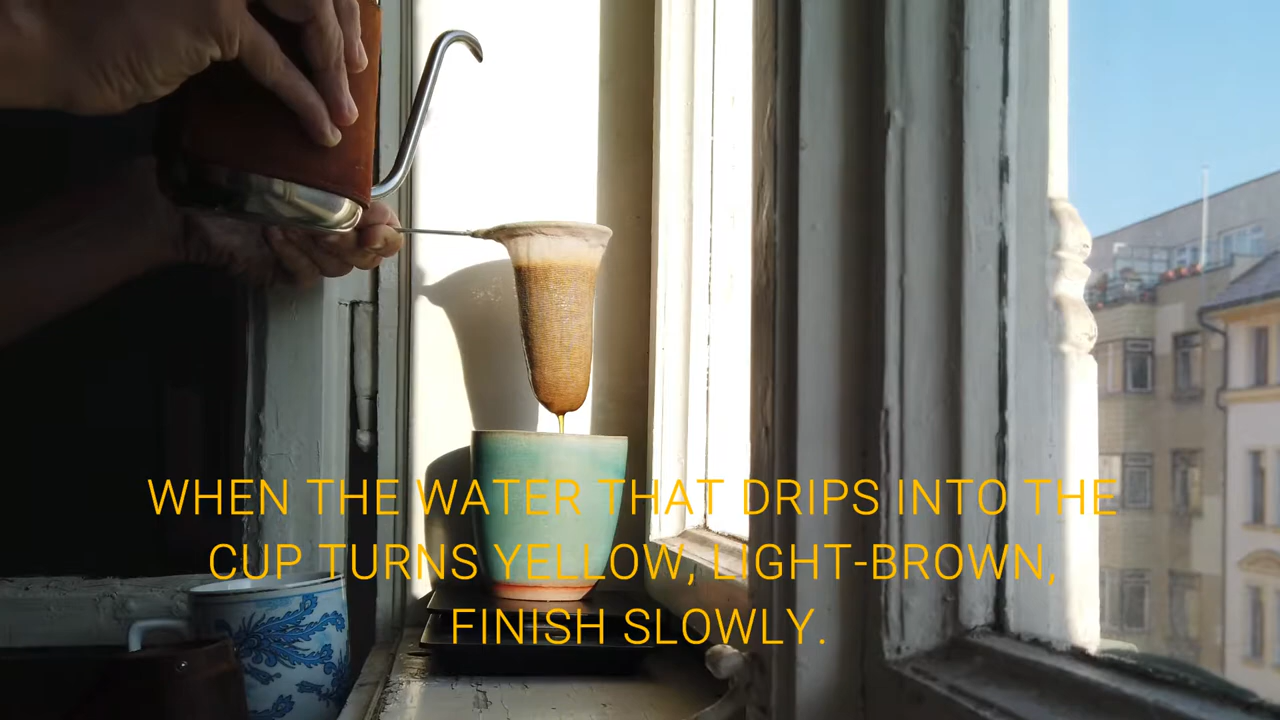 WHEN THE WATER THAT DRIPS INTO THE
CUP TURNS YELLOW, LIGHT-BROWN,
FINISH SLOWLY.